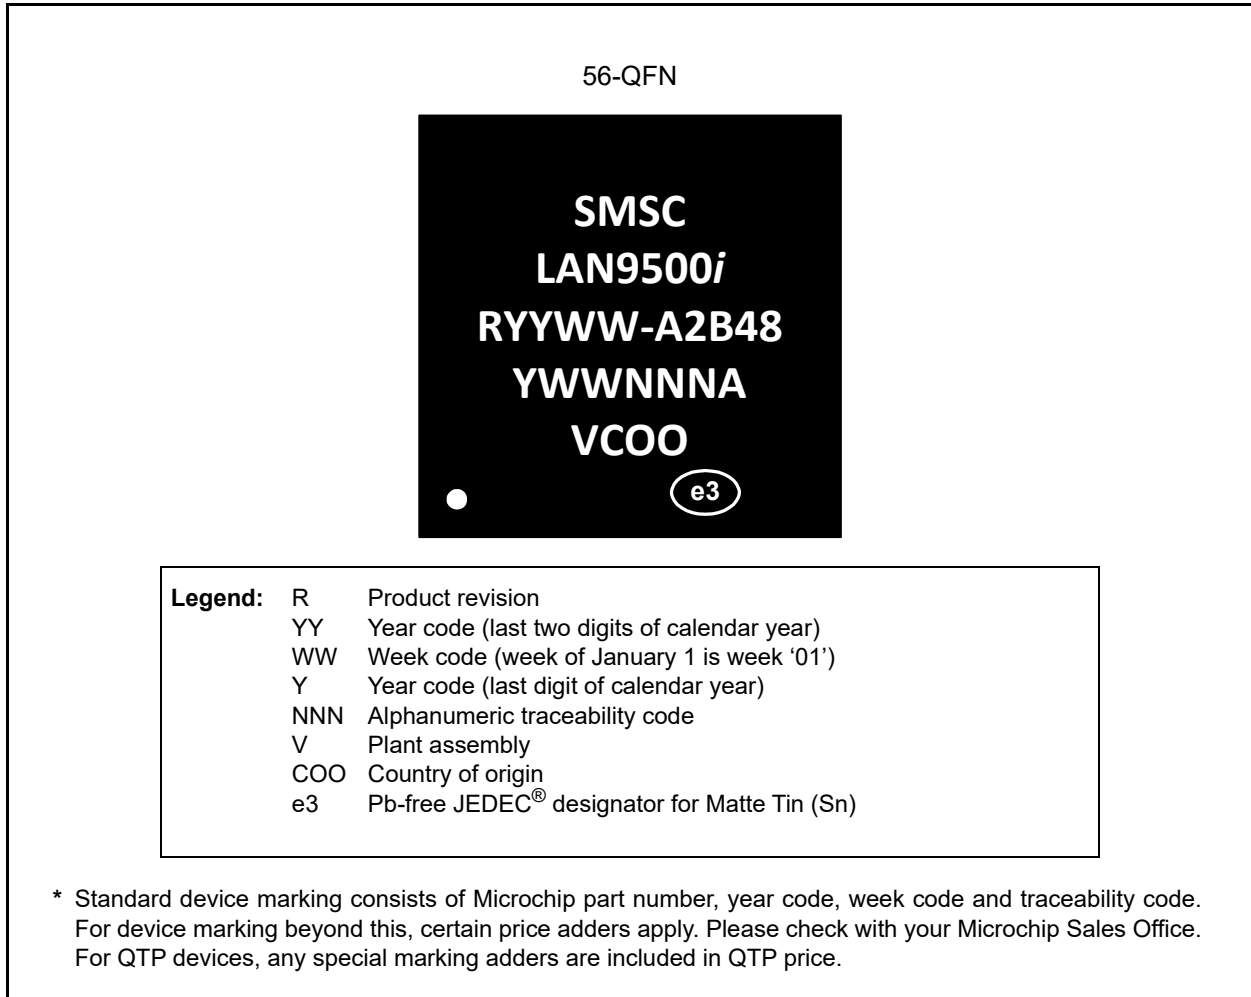 56-QFN
SMSC
LAN9500i
RYYWW-A2B48
YWWNNNA
VCOO
e3
Legend: R Product revision
YY Year code (last two digits of calendar year)
WW Week code (week of January 1 is week ‘01’)
Y Year code (last digit of calendar year)
NNN Alphanumeric traceability code
V Plant assembly
COO Country of origin
e3 Pb-free JEDEC® designator for Matte Tin (Sn)
* Standard device marking consists of Microchip part number, year code, week code and traceability code.
For device marking beyond this, certain price adders apply. Please check with your Microchip Sales Office.
For QTP devices, any special marking adders are included in QTP price.